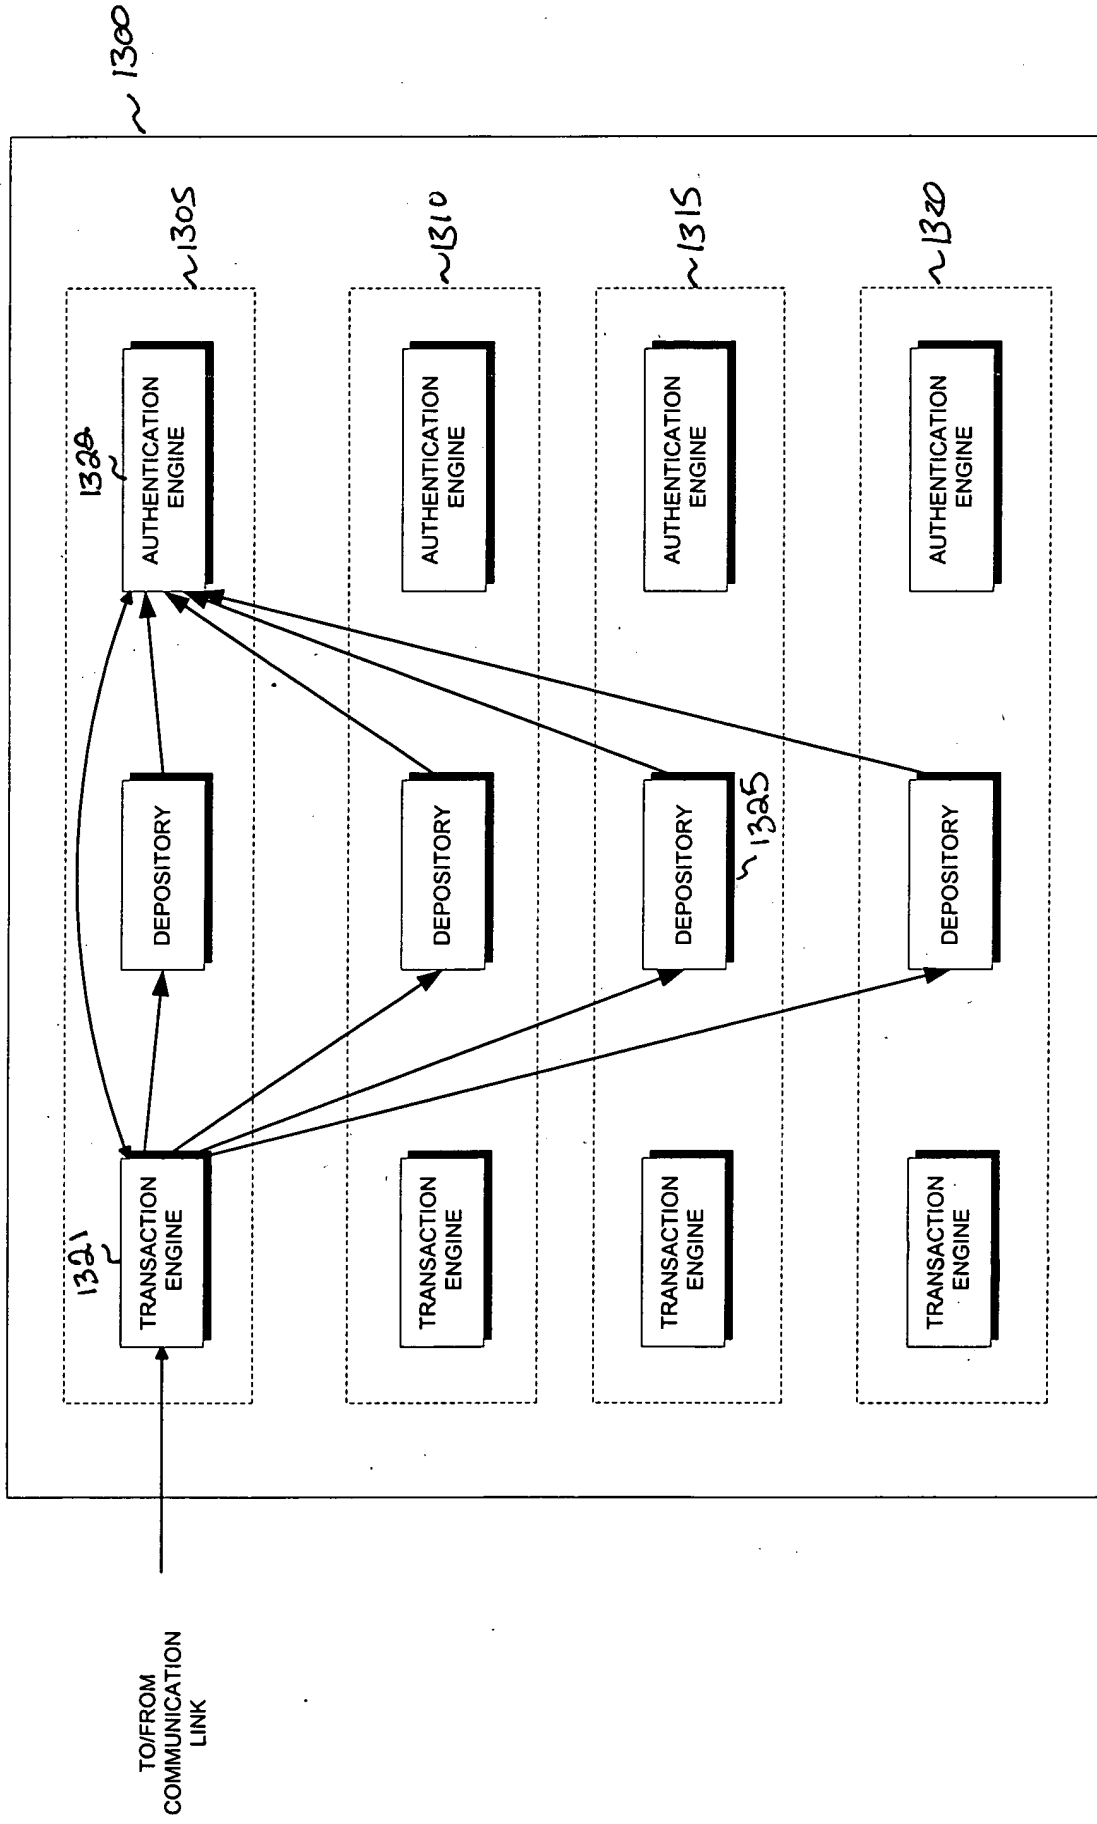 1300
1305
1321
TO/FROM
COMMUNICATION
LINK
TRANSACTION
ENGINE
DEPOSITORY
AUTHENTICATION
ENGINE
1310
TRANSACTION
ENGINE
DEPOSITORY
AUTHENTICATION
ENGINE
1315
TRANSACTION
ENGINE
DEPOSITORY
1325
AUTHENTICATION
ENGINE
1320
TRANSACTION
ENGINE
DEPOSITORY
AUTHENTICATION
ENGINE